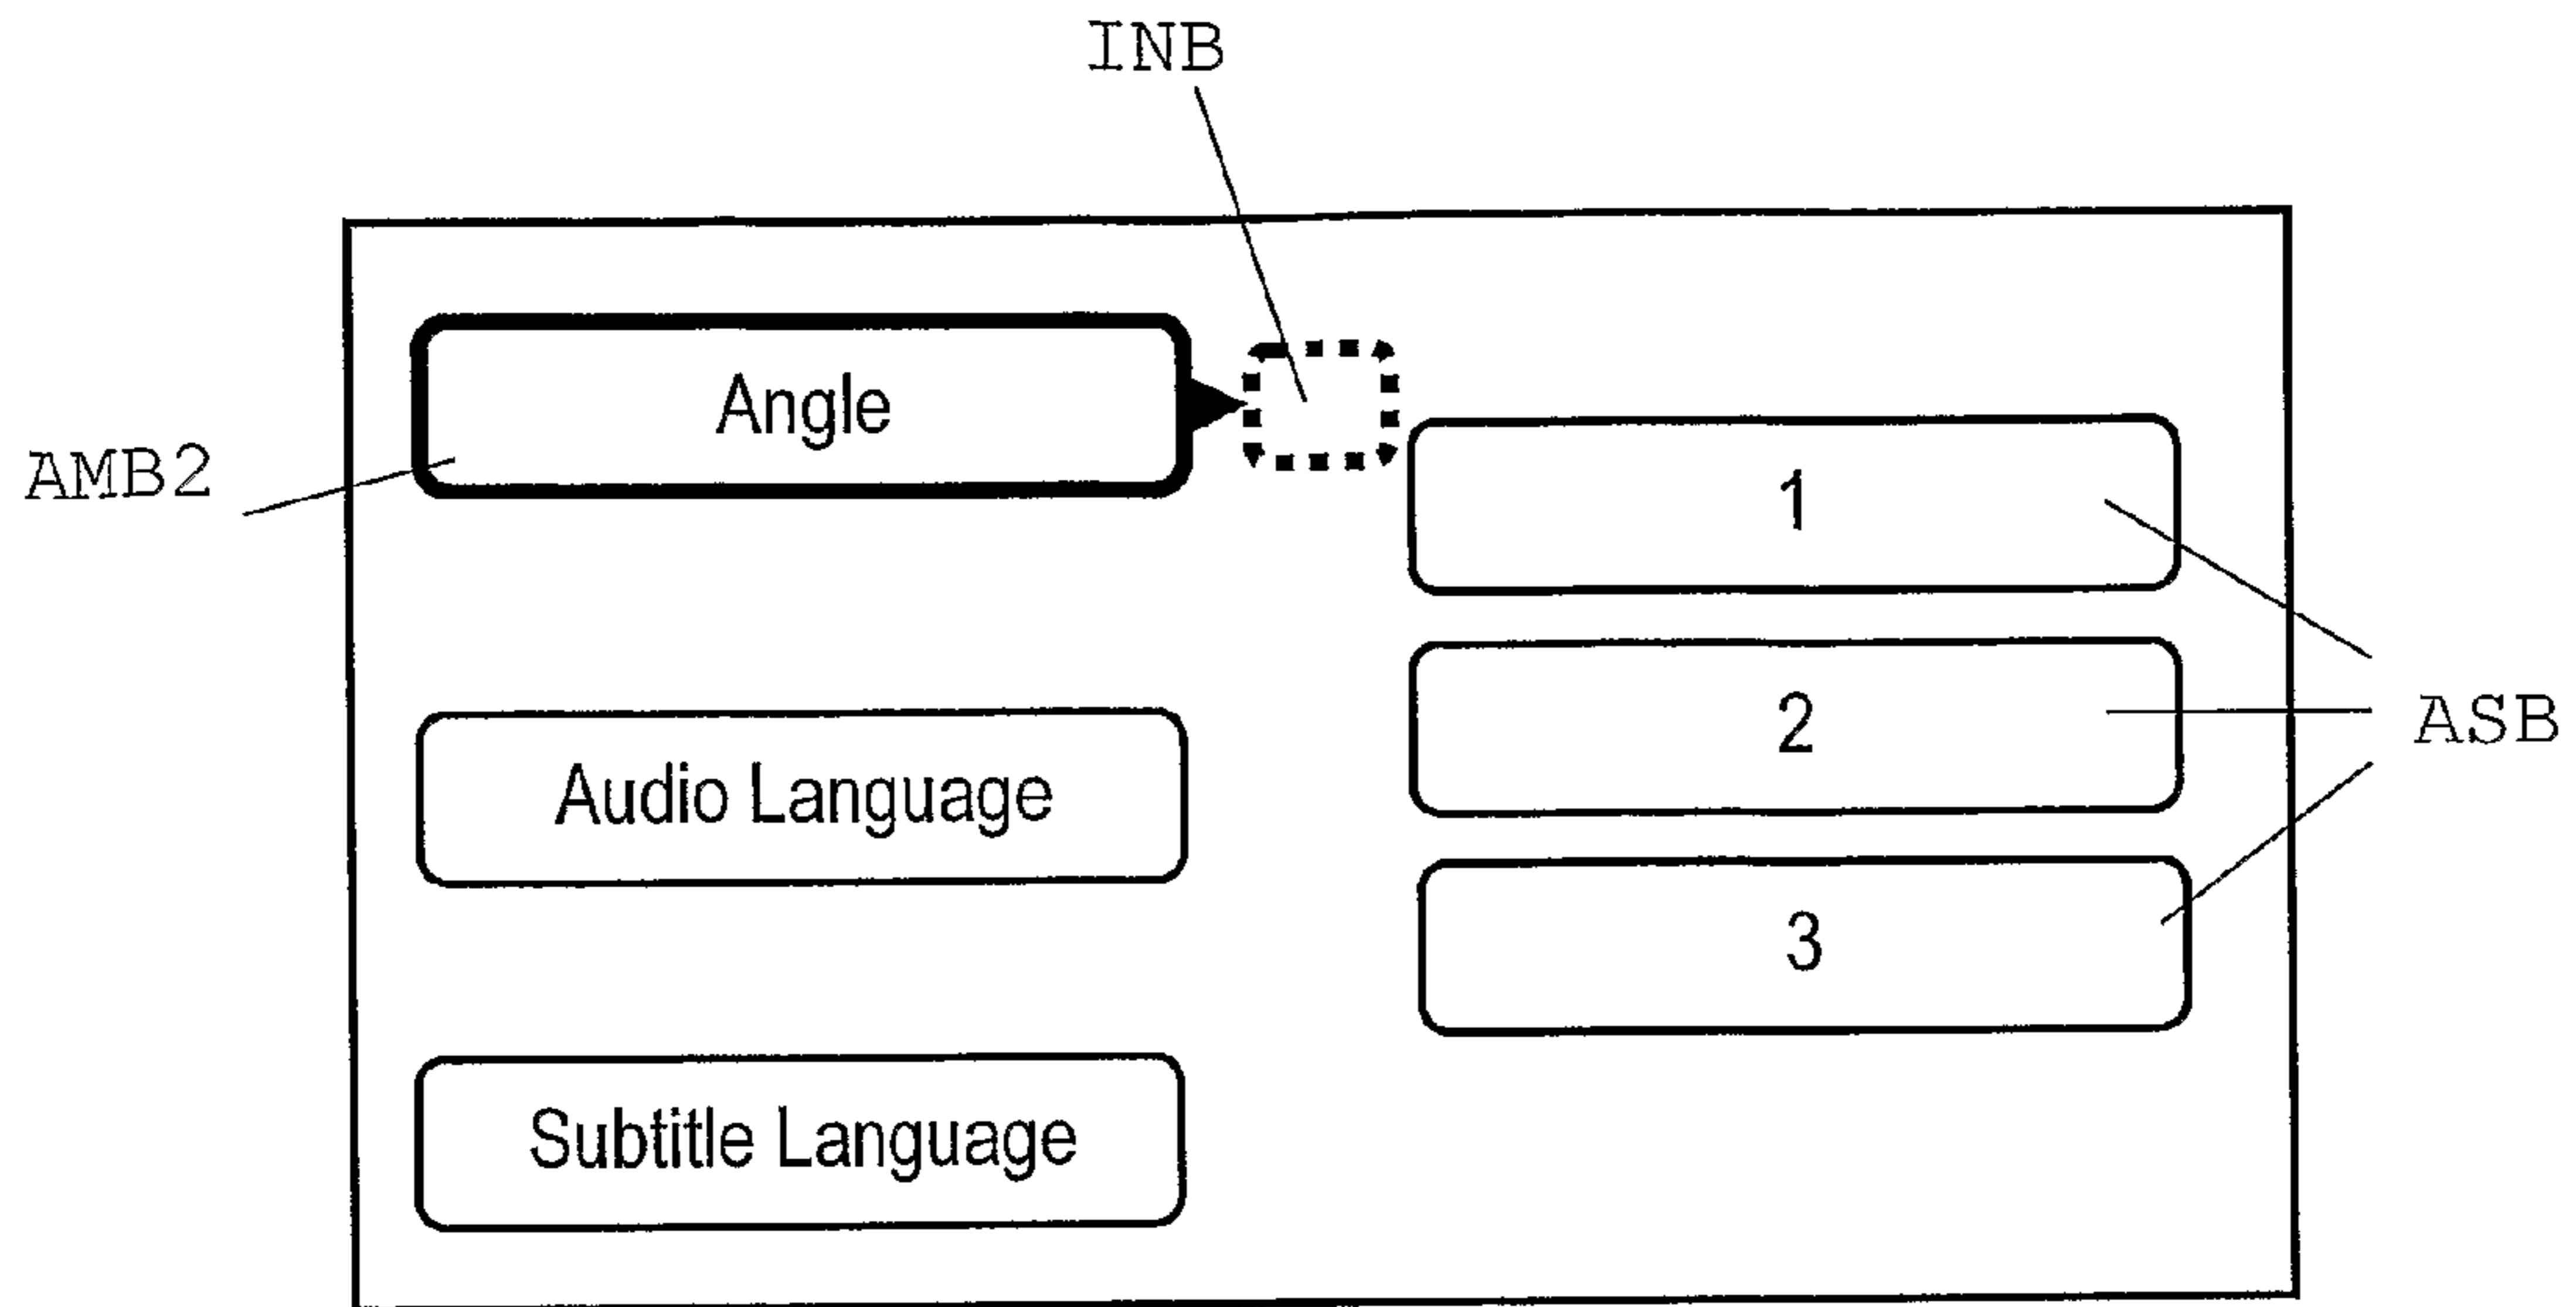 INB
Angle
AMB2
1
2
ASB
Audio Language
3
Subtitle Language